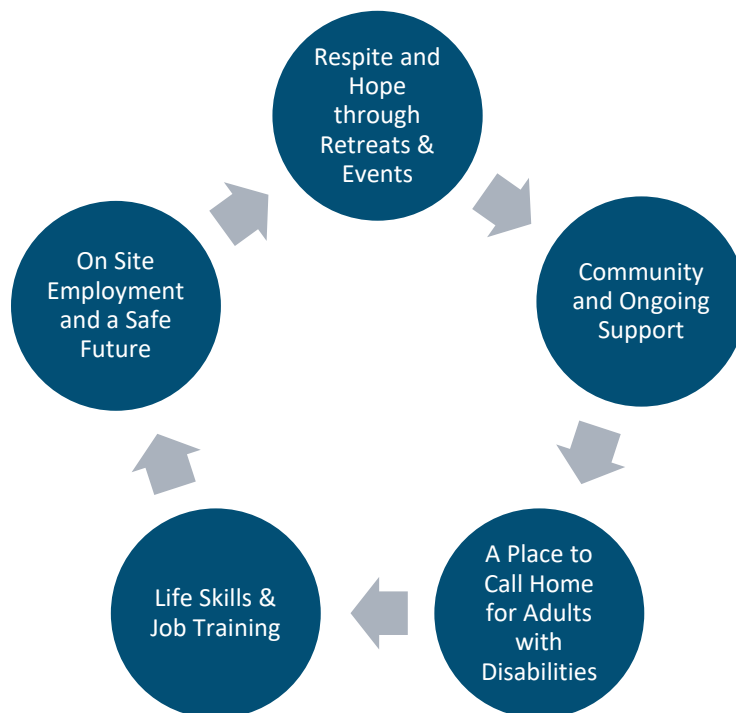 Respite and
Hope
through
Retreats &
Events
Community
and Ongoing
Support
A Place to
Call Home
for Adults
with
Disabilities
Life Skills &
Job Training
On Site
Employment
and a Safe
Future